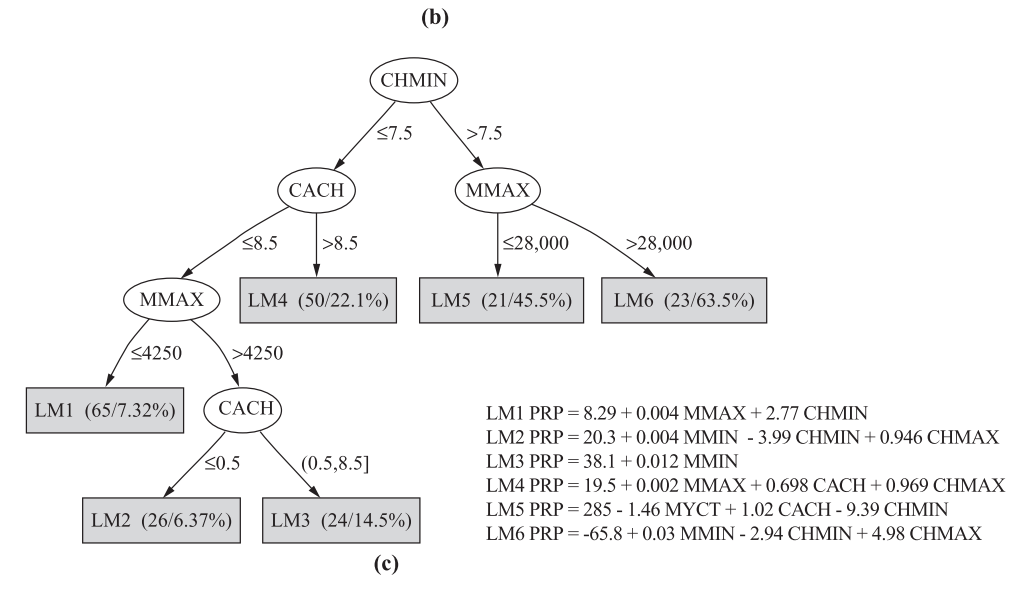 (b)
CHMIN
≤7.5 >7.5
CACH MMAX
≤8.5 >8.5 ≤28,000 >28,000
MMAX LM4 (50/22.1%) LM5 (21/45.5%) LM6 (23/63.5%)
≤4250 >4250
LM1 (65/7.32%) CACH
≤0.5 (0.5,8.5]
LM2 (26/6.37%) LM3 (24/14.5%)
LM1 PRP = 8.29 + 0.004 MMAX + 2.77 CHMIN
LM2 PRP = 20.3 + 0.004 MMIN - 3.99 CHMIN + 0.946 CHMAX
LM3 PRP = 38.1 + 0.012 MMIN
LM4 PRP = 19.5 + 0.002 MMAX + 0.698 CACH + 0.969 CHMAX
LM5 PRP = 285 - 1.46 MYCT + 1.02 CACH - 9.39 CHMIN
LM6 PRP = -65.8 + 0.03 MMIN - 2.94 CHMIN + 4.98 CHMAX
(c)